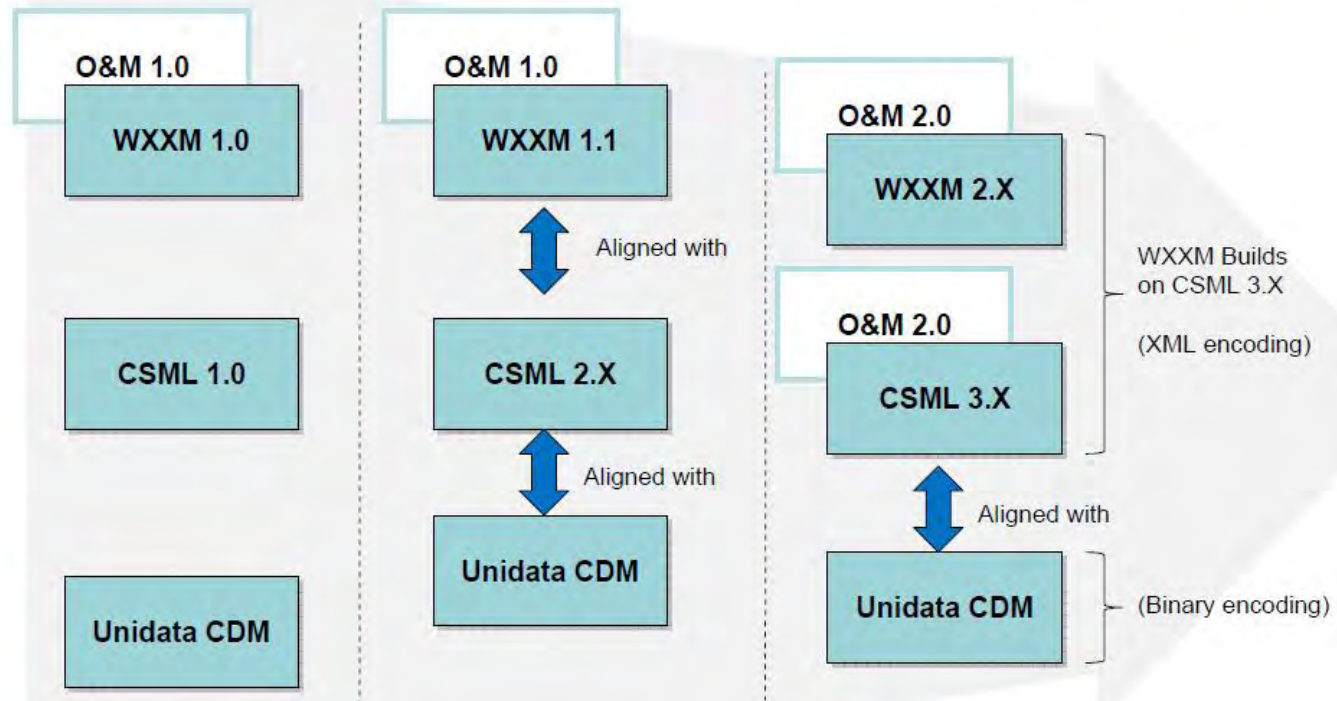 O&M 1.0
WXXM 1.0
CSML 1.0
Unidata CDM
O&M 1.0
WXXM 1.1
Aligned with
CSML 2.X
Aligned with
Unidata CDM
O&M 2.0
WXXM 2.X
O&M 2.0
CSML 3.X
Aligned with
Unidata CDM
WXXM Builds
on CSML 3.X
(XML encoding)
(Binary encoding)